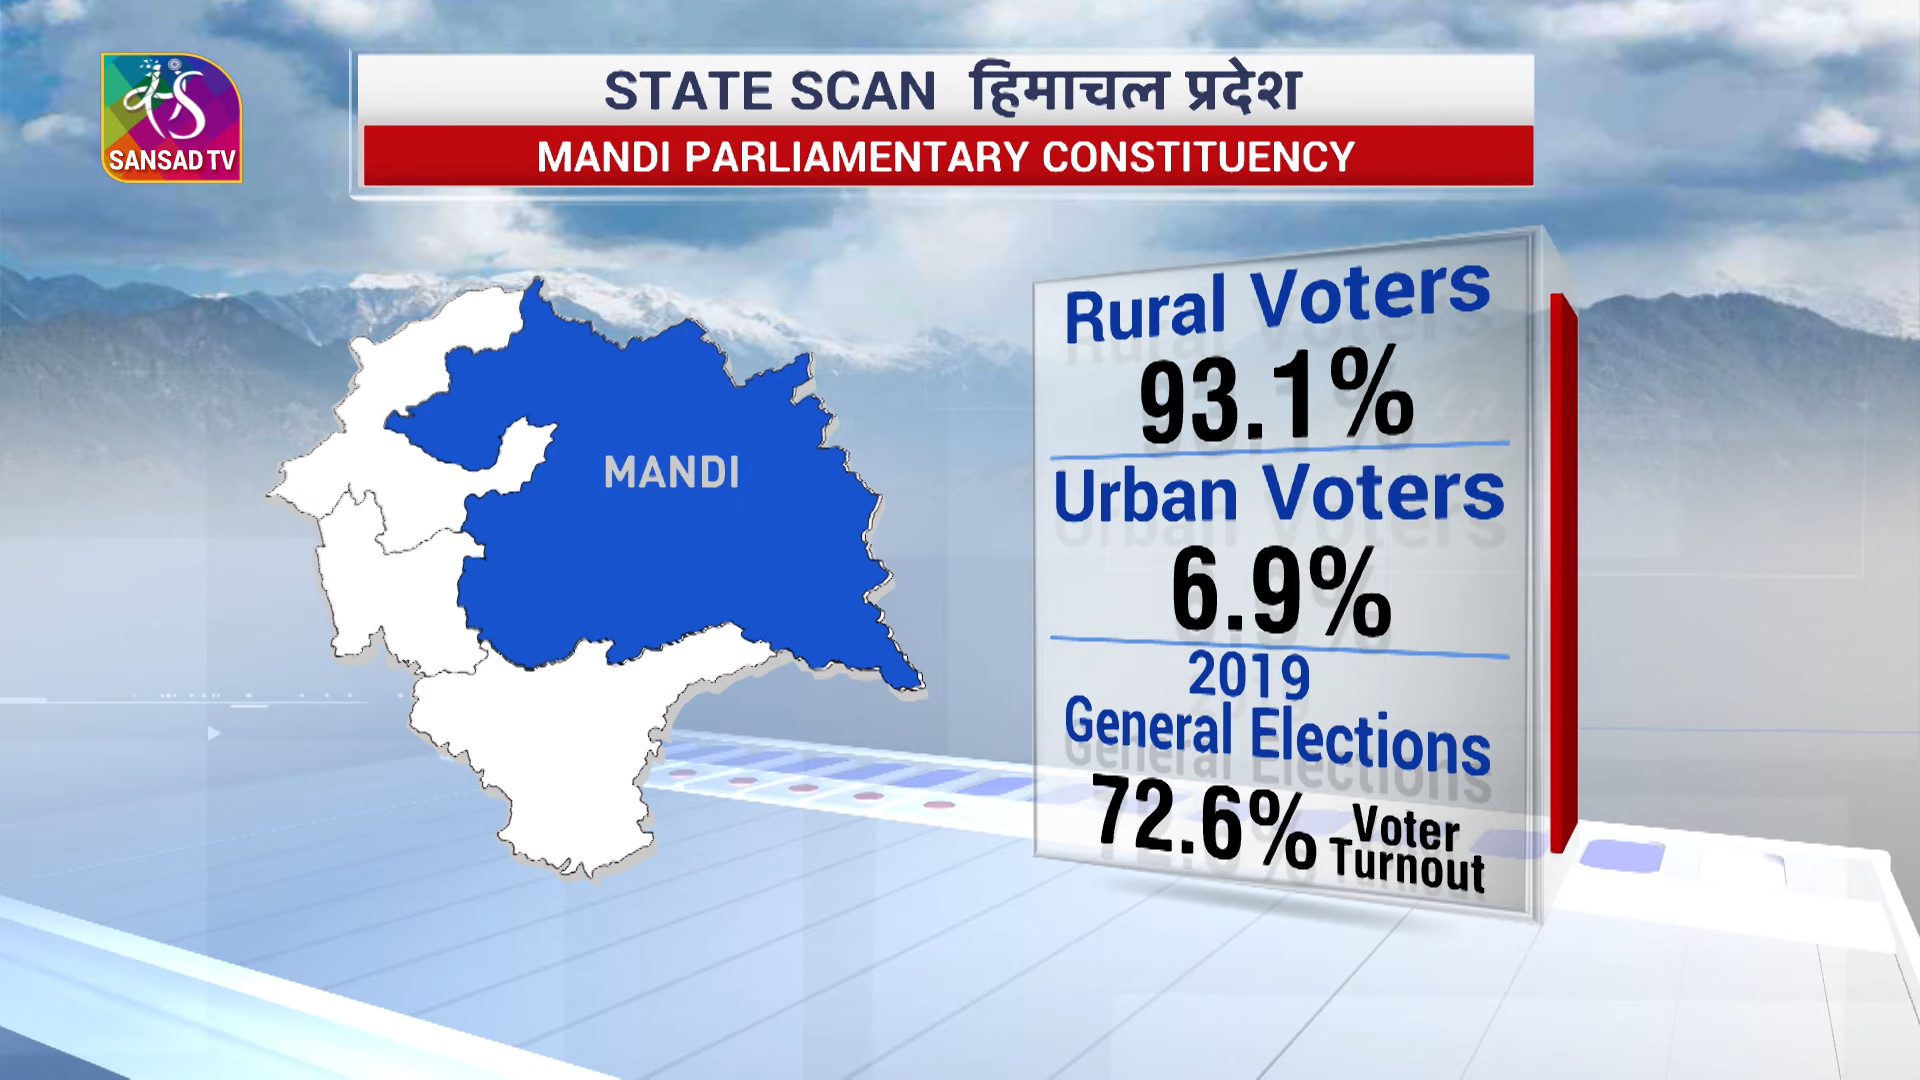 SANSAD TV
STATE SCAN हिमाचल प्रदेश
MANDI PARLIAMENTARY CONSTITUENCY
MANDI
Rural Voters
93.1%
Urban Voters
6.9%
2019
General Elections
72.6% Voter Turnout